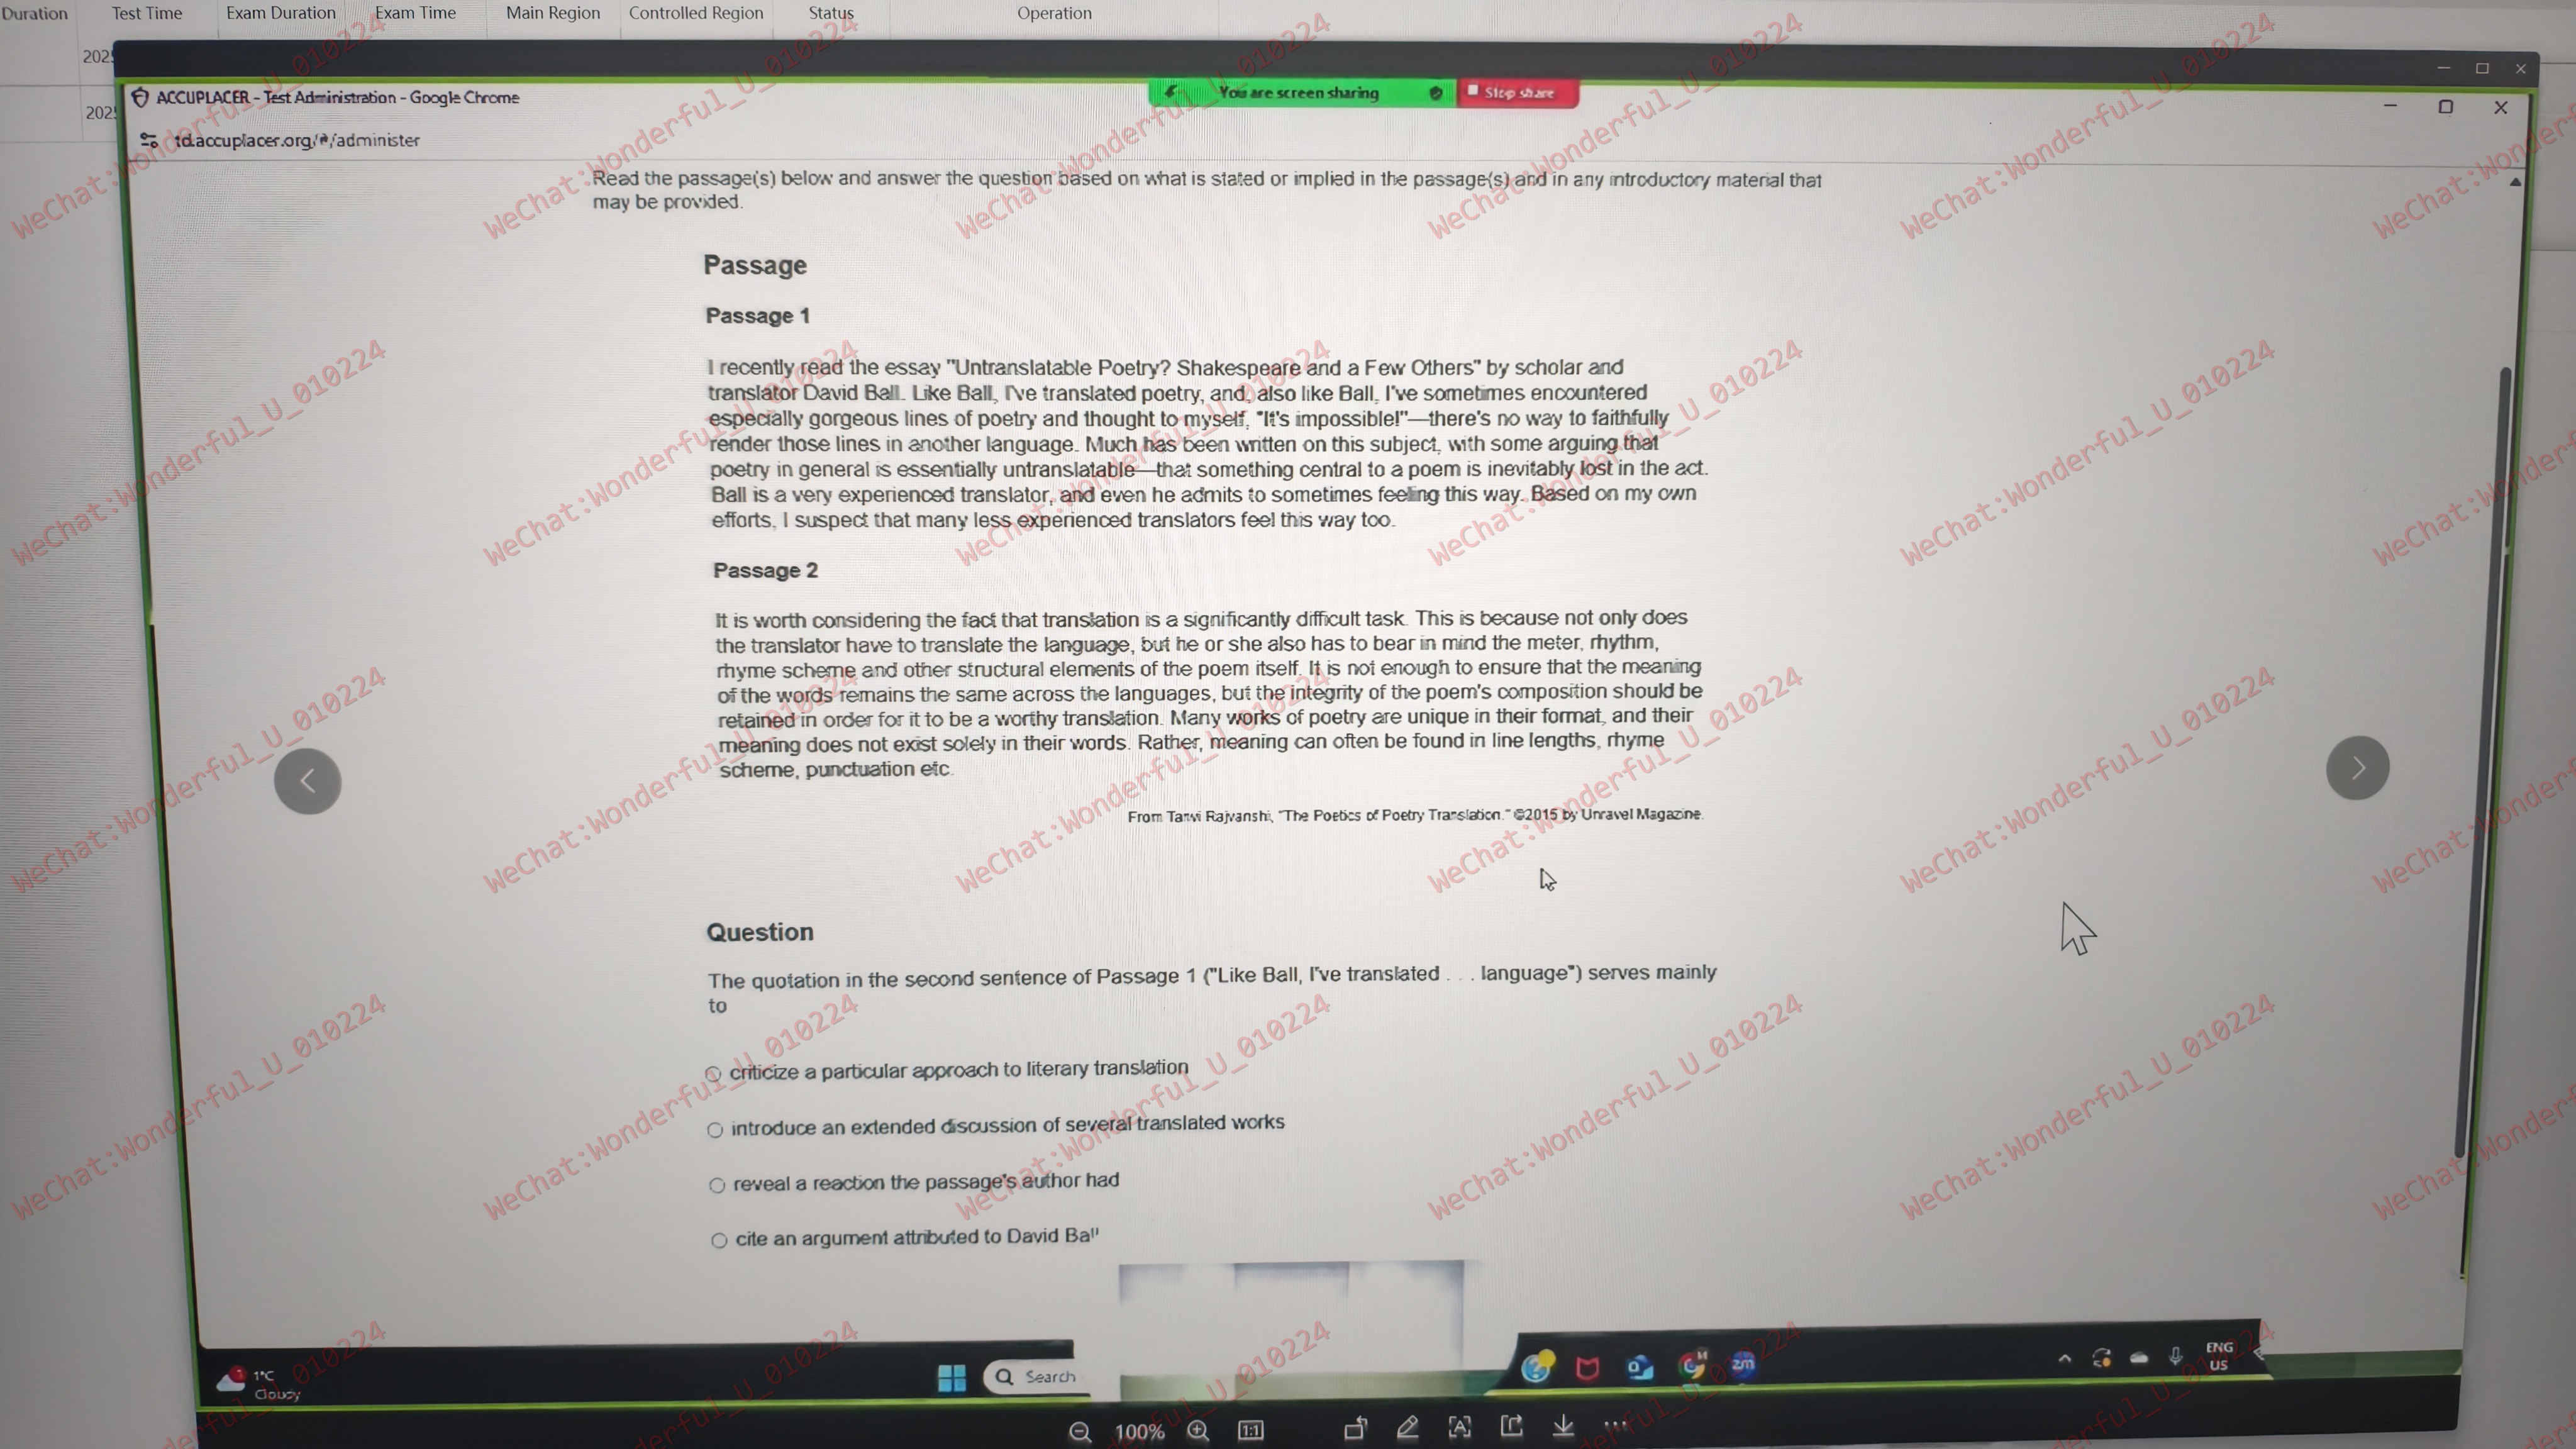 Duration Test Time Exam Duration Exam Time Main Region Controlled Region Status Operation
ACCUPLACER - Test Administration - Google Chrome
You are screen sharing Stop share
td.accuplacer.org/#/administer
Read the passage(s) below and answer the question based on what is stated or implied in the passage(s) and in any introductory material that
may be provided.
Passage
Passage 1
I recently read the essay "Untranslatable Poetry? Shakespeare and a Few Others" by scholar and
translator David Ball. Like Ball, I've translated poetry, and, also like Ball, I've sometimes encountered
especially gorgeous lines of poetry and thought to myself, "It's impossible!"—there's no way to faithfully
render those lines in another language. Much has been written on this subject, with some arguing that
poetry in general is essentially untranslatable—that something central to a poem is inevitably lost in the act.
Ball is a very experienced translator, and even he admits to sometimes feeling this way. Based on my own
efforts, I suspect that many less experienced translators feel this way too.
Passage 2
It is worth considering the fact that translation is a significantly difficult task. This is because not only does
the translator have to translate the language, but he or she also has to bear in mind the meter, rhythm,
rhyme scheme and other structural elements of the poem itself. It is not enough to ensure that the meaning
of the words remains the same across the languages, but the integrity of the poem's composition should be
retained in order for it to be a worthy translation. Many works of poetry are unique in their format, and their
meaning does not exist solely in their words. Rather, meaning can often be found in line lengths, rhyme
scheme, punctuation etc.
From Tanvi Rajvanshi, "The Poetics of Poetry Translation." ©2015 by Unravel Magazine.
Question
The quotation in the second sentence of Passage 1 ("Like Ball, I've translated . . . language") serves mainly
to
criticize a particular approach to literary translation
introduce an extended discussion of several translated works
reveal a reaction the passage's author had
cite an argument attributed to David Ball
1°C
Cloudy
Search
ENG
US
100%
1:1
WeChat:Wonderful_U_010224